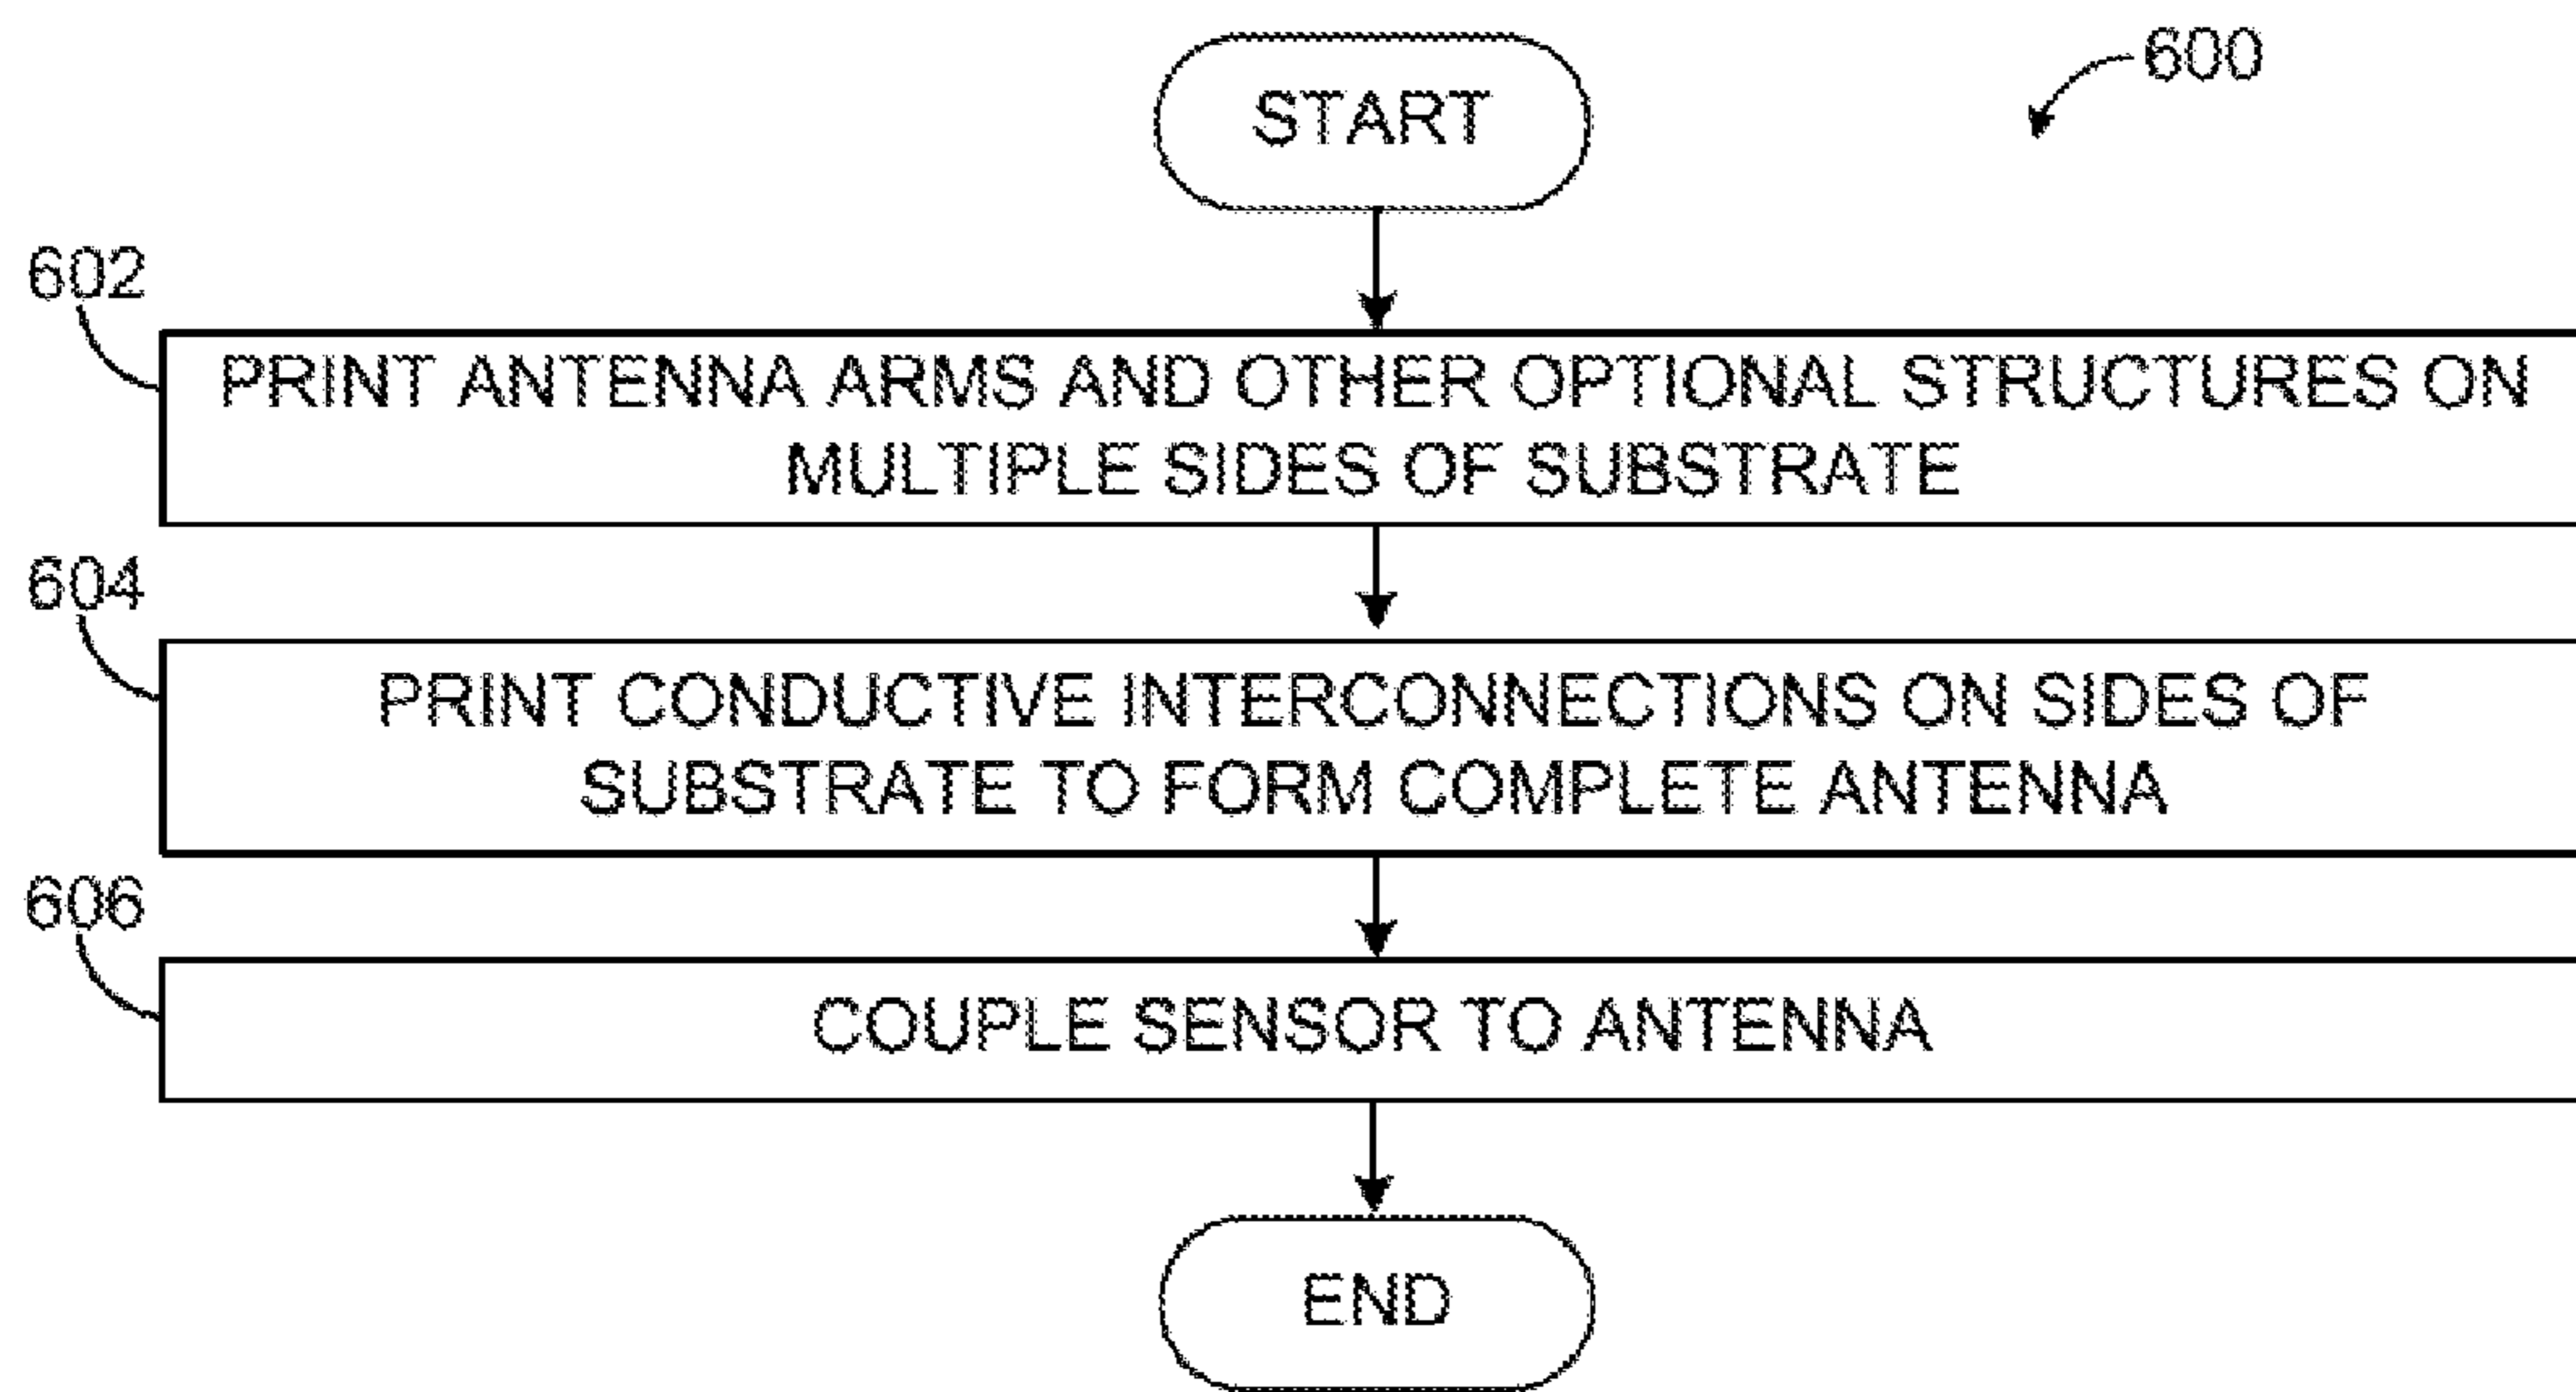 START
600
602
PRINT ANTENNA ARMS AND OTHER OPTIONAL STRUCTURES ON
MULTIPLE SIDES OF SUBSTRATE
604
PRINT CONDUCTIVE INTERCONNECTIONS ON SIDES OF
SUBSTRATE TO FORM COMPLETE ANTENNA
606
COUPLE SENSOR TO ANTENNA
END